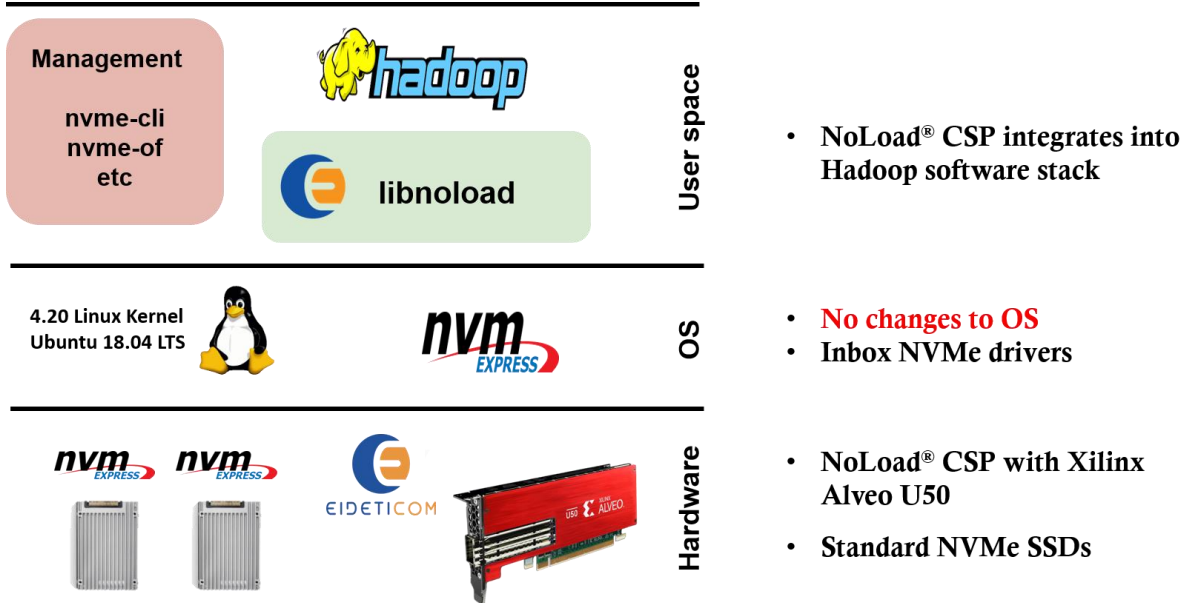 Management
nvme-cli
nvme-of
etc
hadoop
libnoload
User space
• NoLoad® CSP integrates into
Hadoop software stack
4.20 Linux Kernel
Ubuntu 18.04 LTS
nvm
EXPRESS
OS
• No changes to OS
• Inbox NVMe drivers
nvm
EXPRESS
nvm
EXPRESS
EIDETICOM
U50
XILINX
ALVEO.
Hardware
• NoLoad® CSP with Xilinx
Alveo U50
• Standard NVMe SSDs